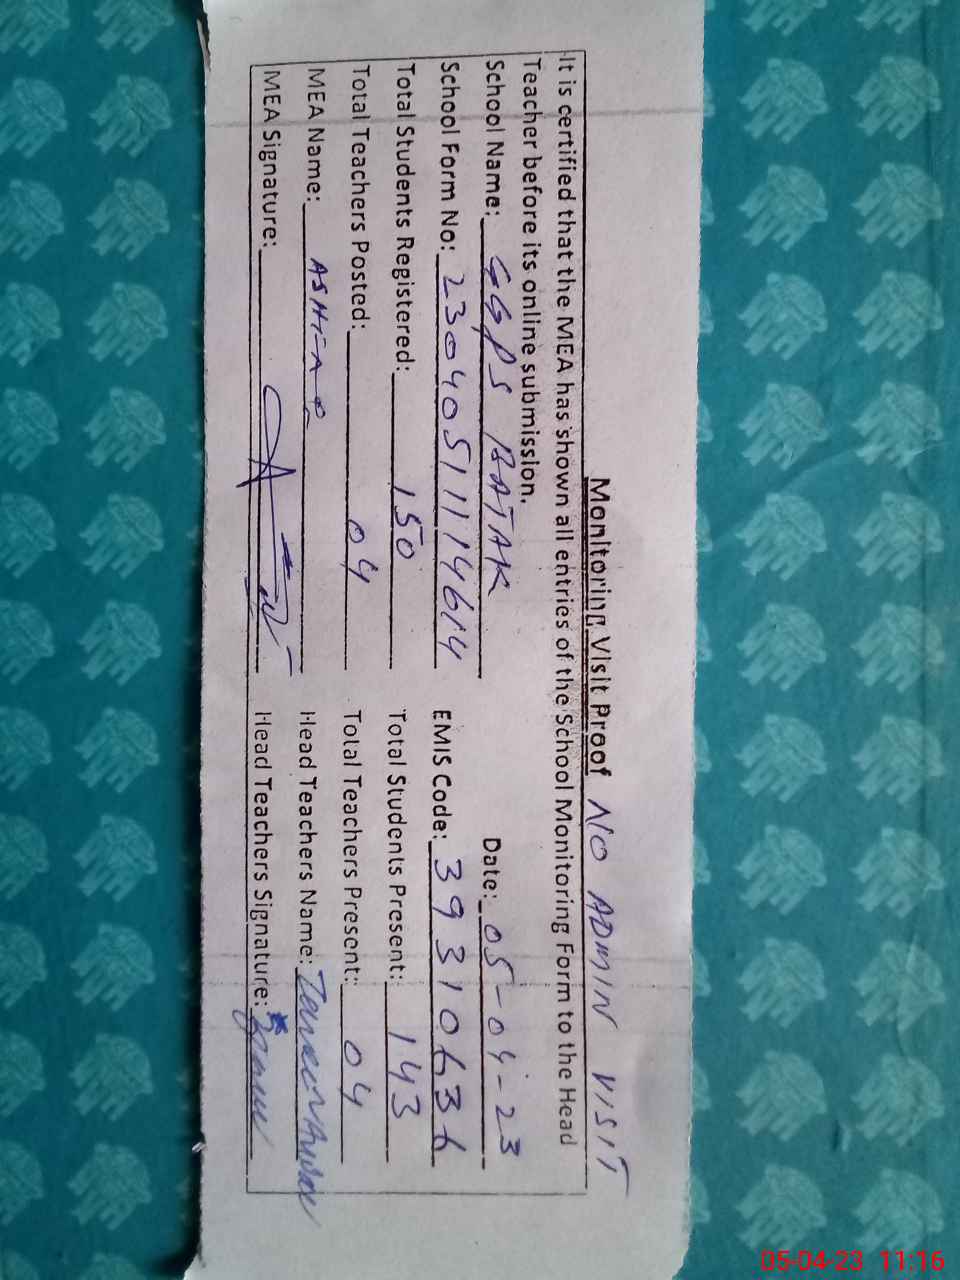 Monitoring Visit Proof NO ADMIN VISIT
It is certified that the MEA has shown all entries of the School Monitoring Form to the Head
Teacher before its online submission.
School Name: GGPS BATAK Date: 05-04-23
School Form No: 23040511114614 EMIS Code: 39310636
Total Students Registered: 150 Total Students Present: 143
Total Teachers Posted: 04 Total Teachers Present: 04
MEA Name: Head Teachers Name:
MEA Signature: Head Teachers Signature:
05-04-23 11:16